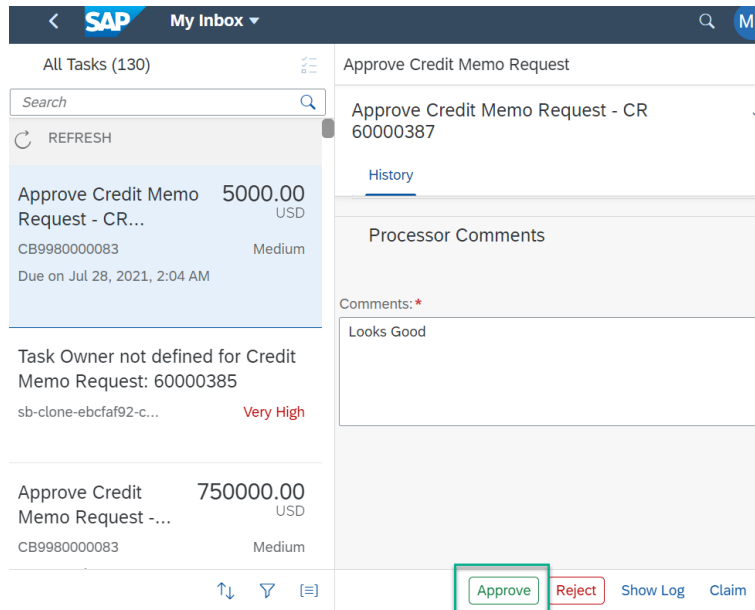 SAP My Inbox
M
All Tasks (130)
Search
REFRESH
Approve Credit Memo 5000.00
Request - CR... USD
CB9980000083 Medium
Due on Jul 28, 2021, 2:04 AM
Task Owner not defined for Credit
Memo Request: 60000385
sb-clone-ebcfaf92-c... Very High
Approve Credit 750000.00
Memo Request -... USD
CB9980000083 Medium
Approve Credit Memo Request
Approve Credit Memo Request - CR
60000387
History
Processor Comments
Comments:*
Looks Good
Approve Reject Show Log Claim